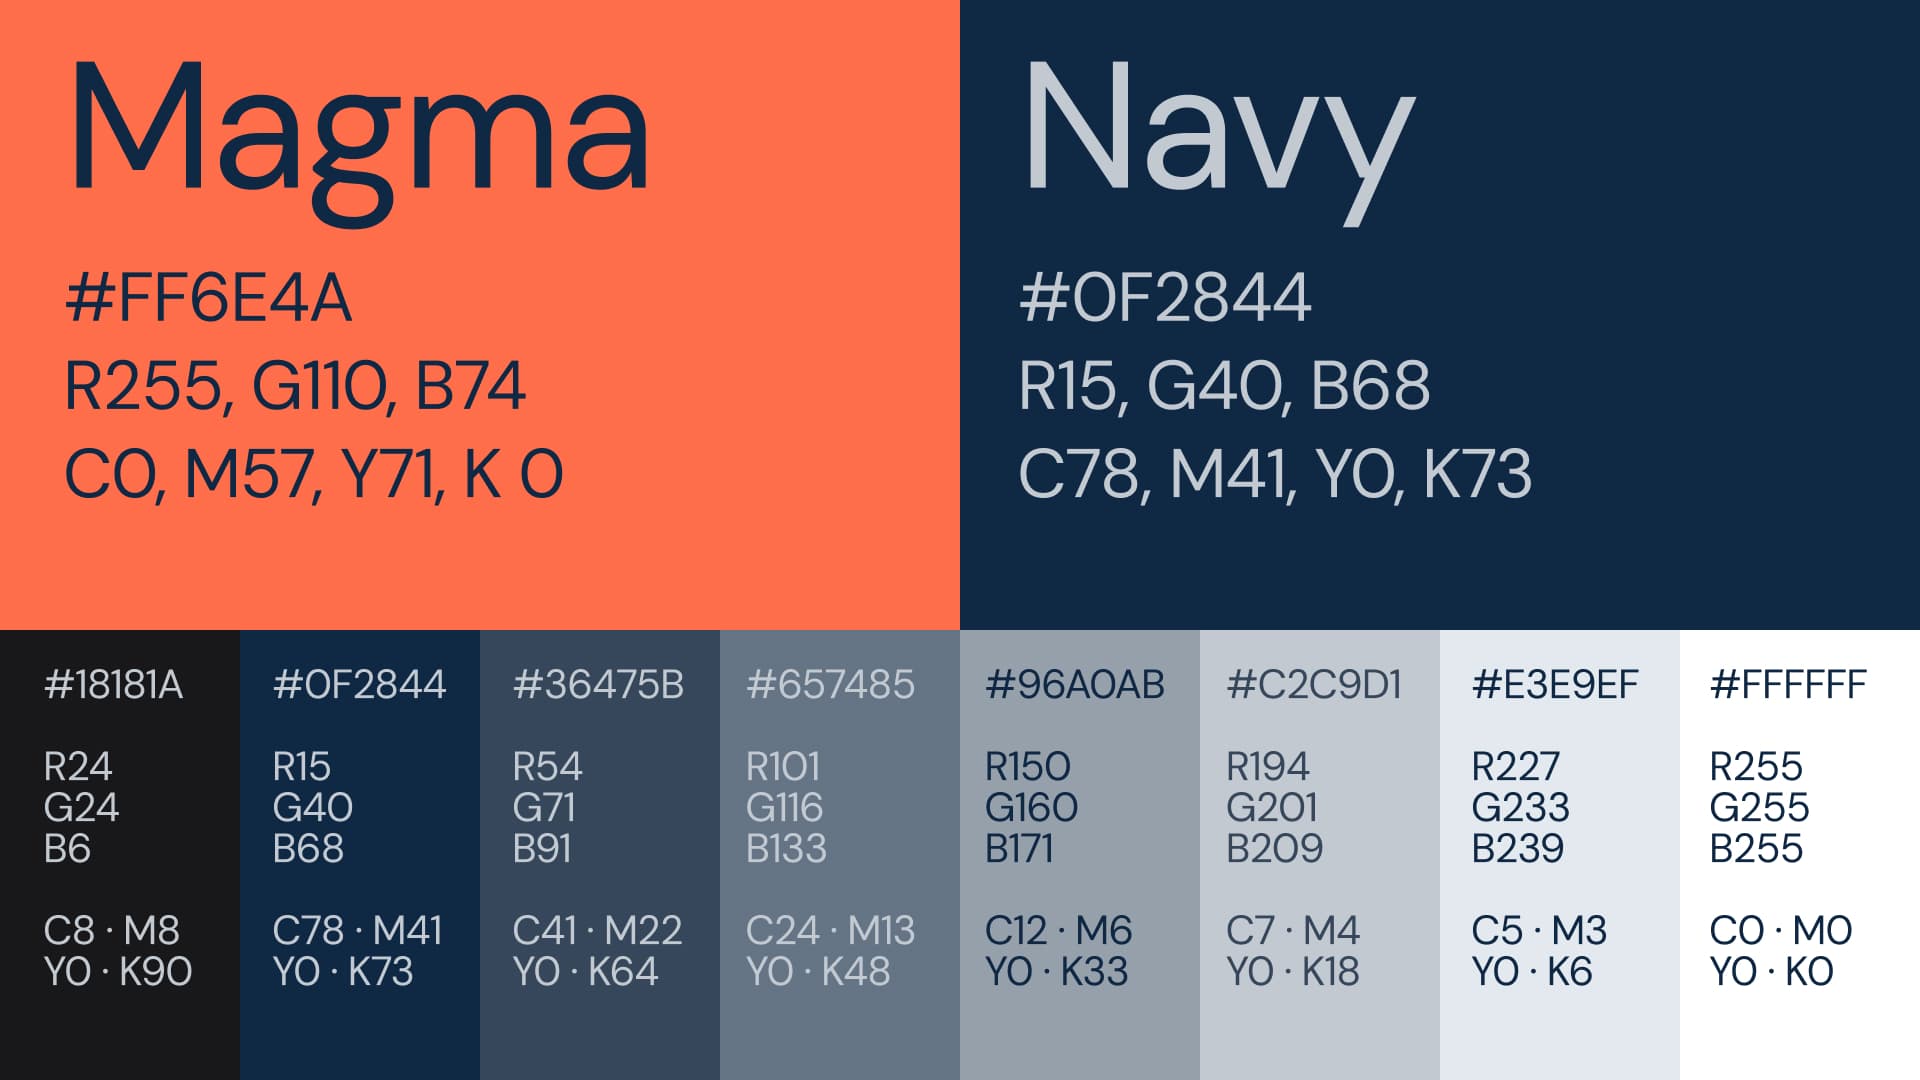 Magma
#FF6E4A
R255, G110, B74
C0, M57, Y71, K 0
Navy
#0F2844
R15, G40, B68
C78, M41, Y0, K73
#18181A
R24
G24
B6
C8 · M8
Y0 · K90
#0F2844
R15
G40
B68
C78 · M41
Y0 · K73
#36475B
R54
G71
B91
C41 · M22
Y0 · K64
#657485
R101
G116
B133
C24 · M13
Y0 · K48
#96A0AB
R150
G160
B171
C12 · M6
Y0 · K33
#C2C9D1
R194
G201
B209
C7 · M4
Y0 · K18
#E3E9EF
R227
G233
B239
C5 · M3
Y0 · K6
#FFFFFF
R255
G255
B255
C0 · M0
Y0 · K0